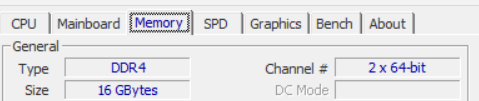 CPU Mainboard Memory SPD Graphics Bench About
General
Type DDR4 Channel # 2 x 64-bit
Size 16 GBytes DC Mode